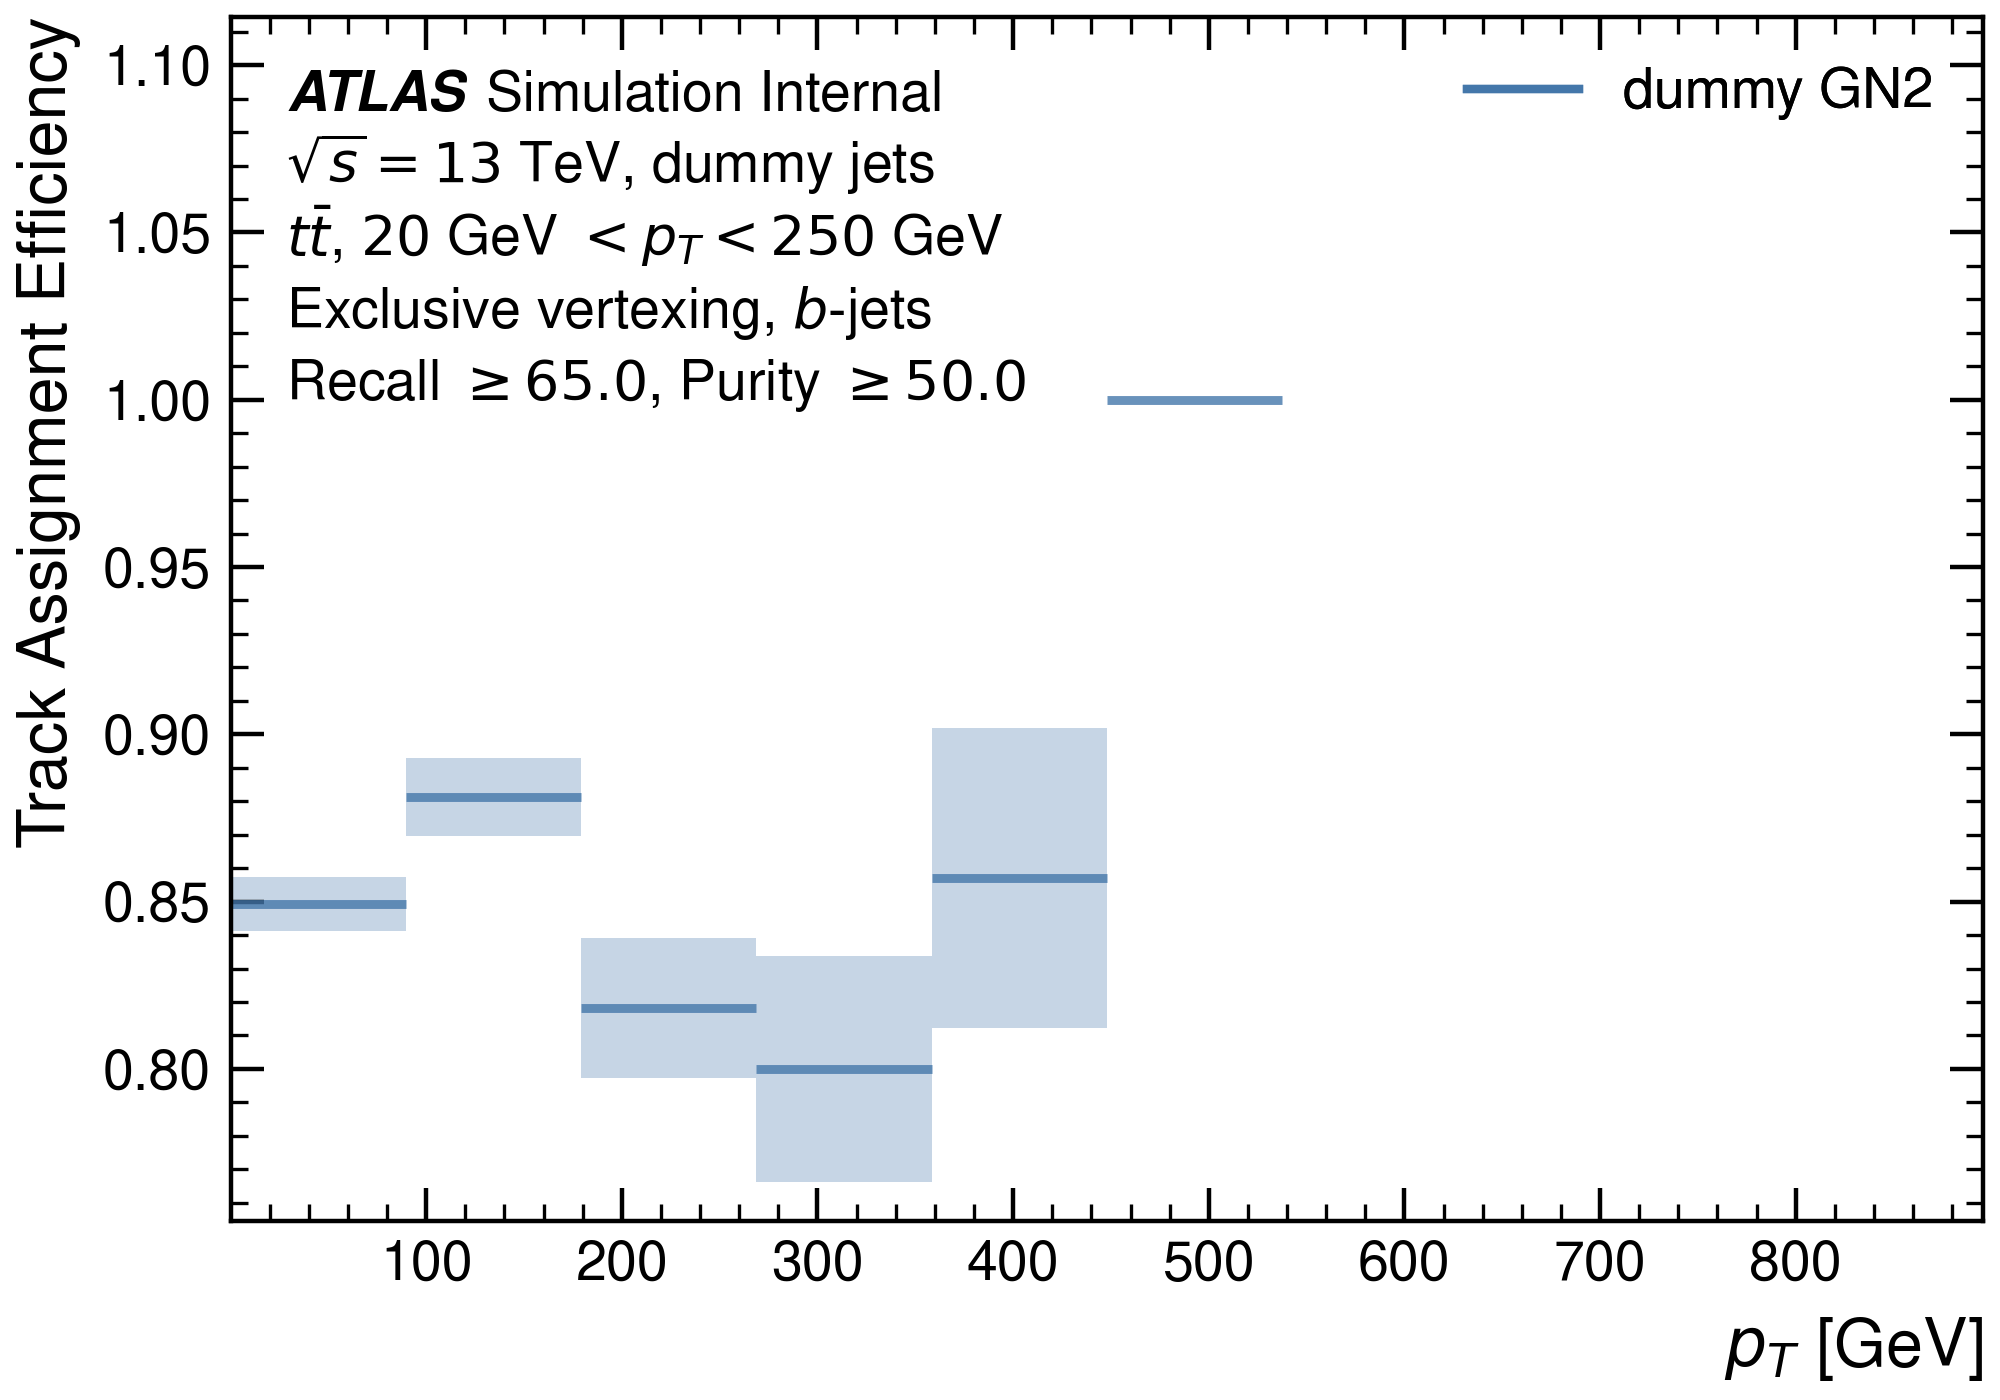 Track Assignment Efficiency
1.10
1.05
1.00
0.95
0.90
0.85
0.80
ATLAS Simulation Internal
√s = 13 TeV, dummy jets
tt̄, 20 GeV < p_T < 250 GeV
Exclusive vertexing, b-jets
Recall ≥ 65.0, Purity ≥ 50.0
dummy GN2
100 200 300 400 500 600 700 800
p_T [GeV]